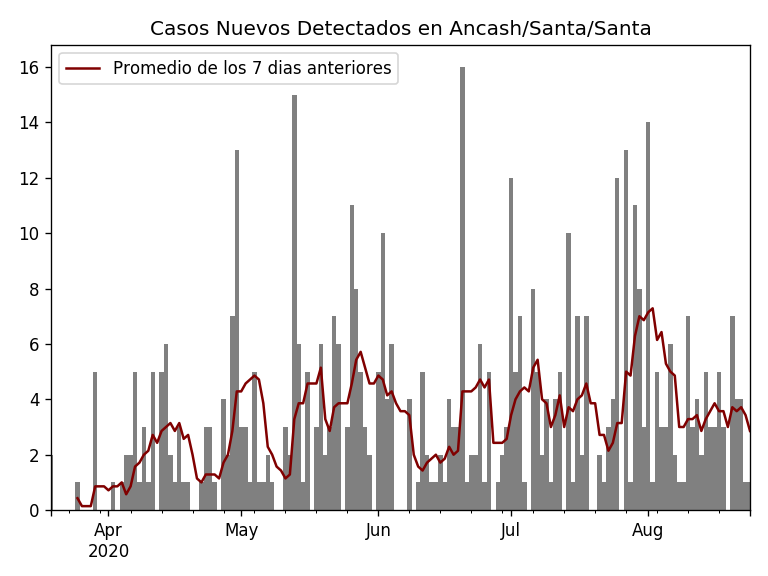 Casos Nuevos Detectados en Ancash/Santa/Santa
Promedio de los 7 dias anteriores
16
14
12
10
8
6
4
2
0
Apr
2020
May
Jun
Jul
Aug